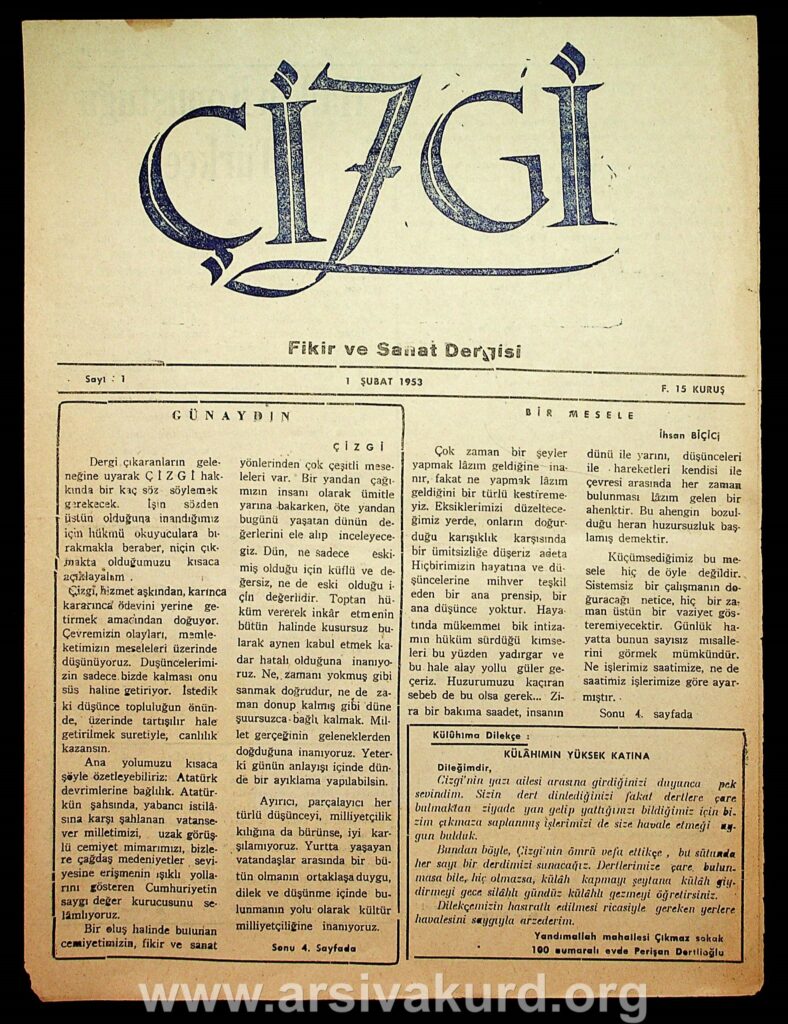 ÇİZGİ
Fikir ve Sanat Dergisi
Sayı : 1
1 ŞUBAT 1953
F. 15 KURUŞ
GÜNAYDIN
ÇİZGİ
Dergi çıkaranların gele-
neğine uyarak ÇİZGİ hak-
kında bir kaç söz söylemek
gerekecek. İşin sözden
üstün olduğuna inandığımız
için hükmü okuyuculara bı-
rakmakla beraber, niçin çık-
makta olduğumuzu kısaca
açıklayalım .
Çizgi, hizmet aşkından, karınca
kararınca ödevini yerine ge-
tirmek amacından doğuyor.
Çevremizin olayları, memle-
ketimizin meseleleri üzerinde
düşünüyoruz. Düşüncelerimi-
zin sadece bizde kalması onu
süs haline getiriyor. İstedik
ki düşünce topluluğun önün-
de, üzerinde tartışılır hale
getirilmek suretiyle, canlılık
kazansın.
Ana yolumuzu kısaca
şöyle özetleyebiliriz: Atatürk
devrimlerine bağlılık. Atatür-
kün şahsında, yabancı istilâ-
sına karşı şahlanan vatanse-
ver milletimizi, uzak görüş-
lü cemiyet mimarımızı, bizle-
re çağdaş medeniyetler sevi-
yesine erişmenin ışıklı yolla-
rını gösteren Cumhuriyetin
saygı değer kurucusunu se-
lâmlıyoruz.
Bir oluş halinde bulunan
cemiyetimizin, fikir ve sanat
yönlerinden çok çeşitli mese-
leleri var. Bir yandan çağı-
mızın insanı olarak ümitle
yarına bakarken, öte yandan
bugünü yaşatan dünün de-
ğerlerini ele alıp inceleyece-
giz. Dün, ne sadece eski-
miş olduğu için küflü ve de-
ğersiz, ne de eski olduğu i-
çin değerlidir. Toptan hü-
küm vererek inkâr etmenin
bütün halinde kusursuz bu-
larak aynen kabul etmek ka-
dar hatalı olduğuna inanıyo-
ruz. Ne, zamanı yokmuş gibi
sanmak doğrudur, ne de za-
man donup kalmış gibi düne
şuursuzca bağlı kalmak. Mil-
let gerçeğinin geleneklerden
doğduğuna inanıyoruz. Yeter-
ki günün anlayışı içinde dün-
de bir ayıklama yapılabilsin.
Ayırıcı, parçalayıcı her
türlü düşünceyi, milliyetçilik
kılığına da bürünse, iyi kar-
şılamıyoruz. Yurtta yaşayan
vatandaşlar arasında bir bü-
tün olmanın ortaklaşa duygu,
dilek ve düşünme içinde bu-
lunmanın yolu olarak kültür
milliyetçiliğine inanıyoruz.
Sonu 4. Sayfada
BİR MESELE
İhsan BİÇİCİ
Çok zaman bir şeyler
yapmak lâzım geldiğine ina-
nır, fakat ne yapmak lâzım
geldiğini bir türlü kestireme-
yiz. Eksiklerimizi düzeltece-
ğimiz yerde, onların doğur-
duğu karışıklık karşısında
bir ümitsizliğe düşeriz adeta
Hiçbirimizin hayatına ve dü-
şüncelerine mihver teşkil
eden bir ana prensip, bir
ana düşünce yoktur. Haya-
tında mükemmel bik intiza-
mın hüküm sürdüğü kimse-
leri bu yüzden yadırgar ve
bu hale alay yollu güler ge-
çeriz. Huzurumuzu kaçıran
sebeb de bu olsa gerek... Zi-
ra bir bakıma saadet, insanın
dünü ile yarını, düşünceleri
ile hareketleri kendisi ile
çevresi arasında her zaman
bulunması lâzım gelen bir
ahenktir. Bu ahengin bozul-
duğu heran huzursuzluk baş-
lamış demektir.
Küçümsediğimiz bu me-
sele hiç de öyle değildir.
Sistemsiz bir çalışmanın do-
ğuracağı netice, hiç bir za-
man üstün bir vaziyet gös-
teremiyecektir. Günlük ha-
yatta bunun sayısız misalle-
rini görmek mümkündür.
Ne işlerimiz saatimize, ne de
saatimiz işlerimize göre ayar-
mıştır.
Sonu 4. sayfada
Külâhıma Dilekçe :
KÜLÂHIMIN YÜKSEK KATINA
Dileğimdir,
Cizgi'nin yazı ailesi arasına girdiğinizi duyunca pek
sevindim. Sizin dert dinlediğinizi fakat dertlere çare
bulmaktan ziyade yan gelip yattığınızı bildiğimiz için bi-
zim çıkmaza saplanmış işlerimizi de size havale etmeği uy-
gun bulduk.
Bundan böyle, Çizgi'nin ömrü vefa ettikçe , bu sütunda
her sayı bir derdimizi sunacağız. Dertlerimize çare bulun-
masa bile, hiç olmazsa, külâh kapmayı şeytana külâh giy-
dirmeyi gece silâhlı gündüz külâhlı gezmeyi öğretirsiniz.
Dilekçemizin hasıraltı edilmesi ricasiyle gereken yerlere
havalesini saygıyla arzederim.
Yandımallah mahallesi Çıkmaz sokak
100 numaralı evde Perişan Dertlioğlu
www.arsivakurd.org